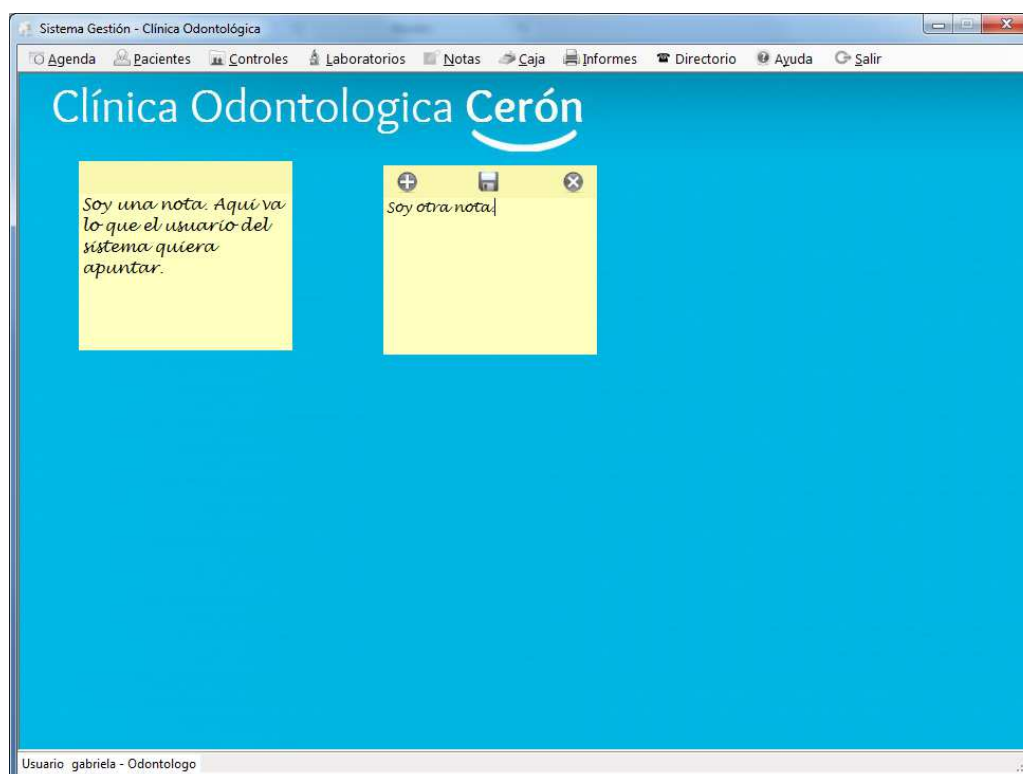 Sistema Gestión - Clínica Odontológica
Agenda Pacientes Controles Laboratorios Notas Caja Informes Directorio Ayuda Salir
Clínica Odontologica Cerón
Soy una nota. Aquí va
lo que el usuario del
sistema quiera
apuntar.
Soy otra nota.
Usuario gabriela - Odontologo